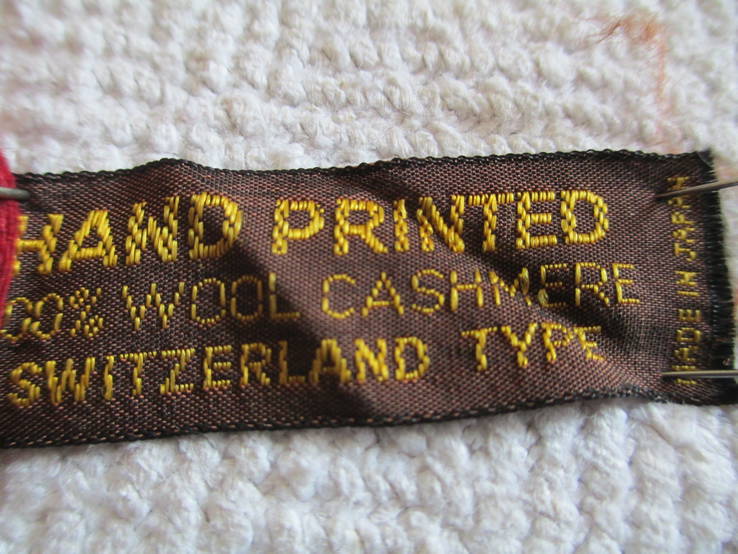 HAND PRINTED
00% WOOL CASHMERE
SWITZERLAND TYPE
MADE IN JAPAN